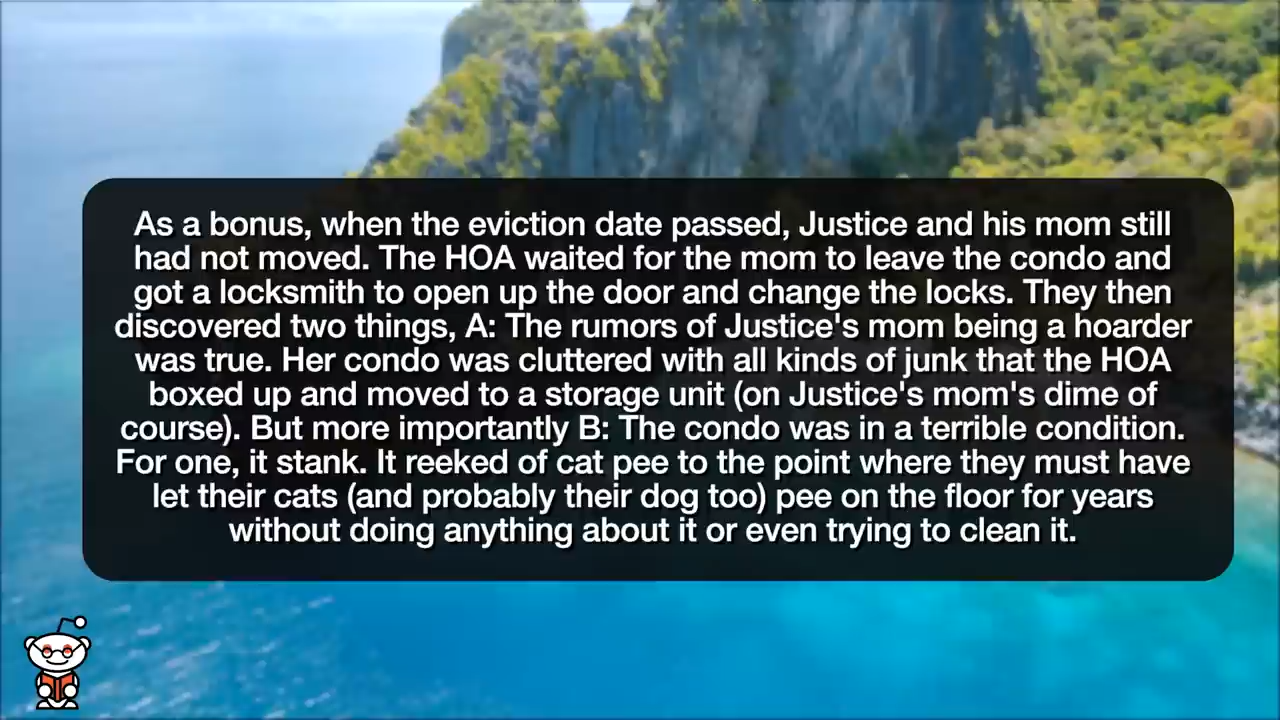 As a bonus, when the eviction date passed, Justice and his mom still
had not moved. The HOA waited for the mom to leave the condo and
got a locksmith to open up the door and change the locks. They then
discovered two things, A: The rumors of Justice's mom being a hoarder
was true. Her condo was cluttered with all kinds of junk that the HOA
boxed up and moved to a storage unit (on Justice's mom's dime of
course). But more importantly B: The condo was in a terrible condition.
For one, it stank. It reeked of cat pee to the point where they must have
let their cats (and probably their dog too) pee on the floor for years
without doing anything about it or even trying to clean it.